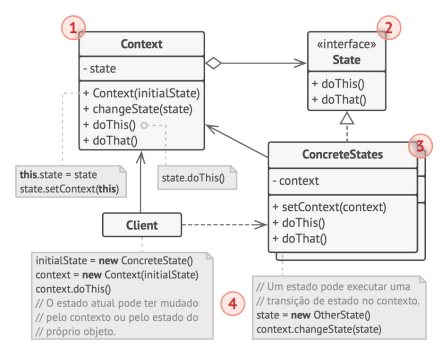 1
Context
- state
+ Context(initialState)
+ changeState(state)
+ doThis()
+ doThat()
2
«interface»
State
+ doThis()
+ doThat()
this.state = state
state.setContext(this)
state.doThis()
3
ConcreteStates
- context
+ setContext(context)
+ doThis()
+ doThat()
Client
initialState = new ConcreteState()
context = new Context(initialState)
context.doThis()
// O estado atual pode ter mudado
// pelo contexto ou pelo estado do
// próprio objeto.
4
// Um estado pode executar uma
// transição de estado no contexto.
state = new OtherState()
context.changeState(state)